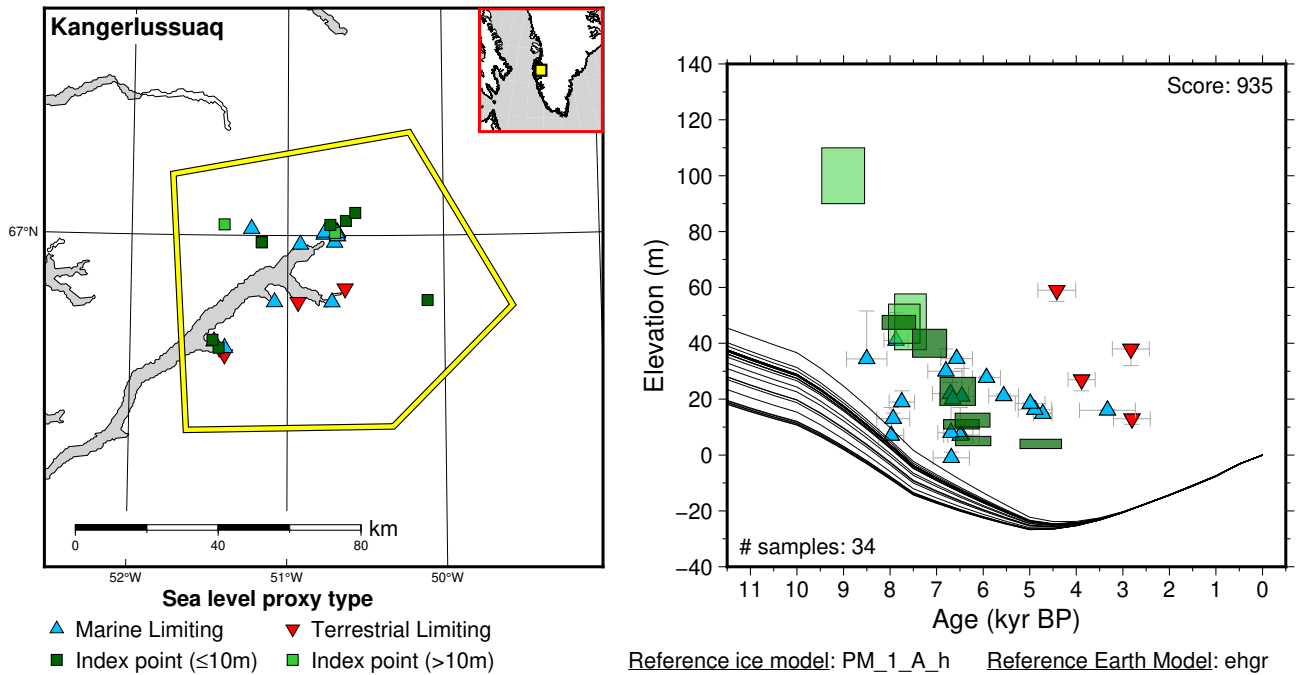 Kangerlussuaq
67°N
km
0 40 80
52°W 51°W 50°W
Sea level proxy type
Marine Limiting
Terrestrial Limiting
Index point (≤10m)
Index point (>10m)
140
120
100
80
60
40
20
0
−20
−40
Elevation (m)
Score: 935
# samples: 34
11 10 9 8 7 6 5 4 3 2 1 0
Age (kyr BP)
Reference ice model: PM_1_A_h
Reference Earth Model: ehgr